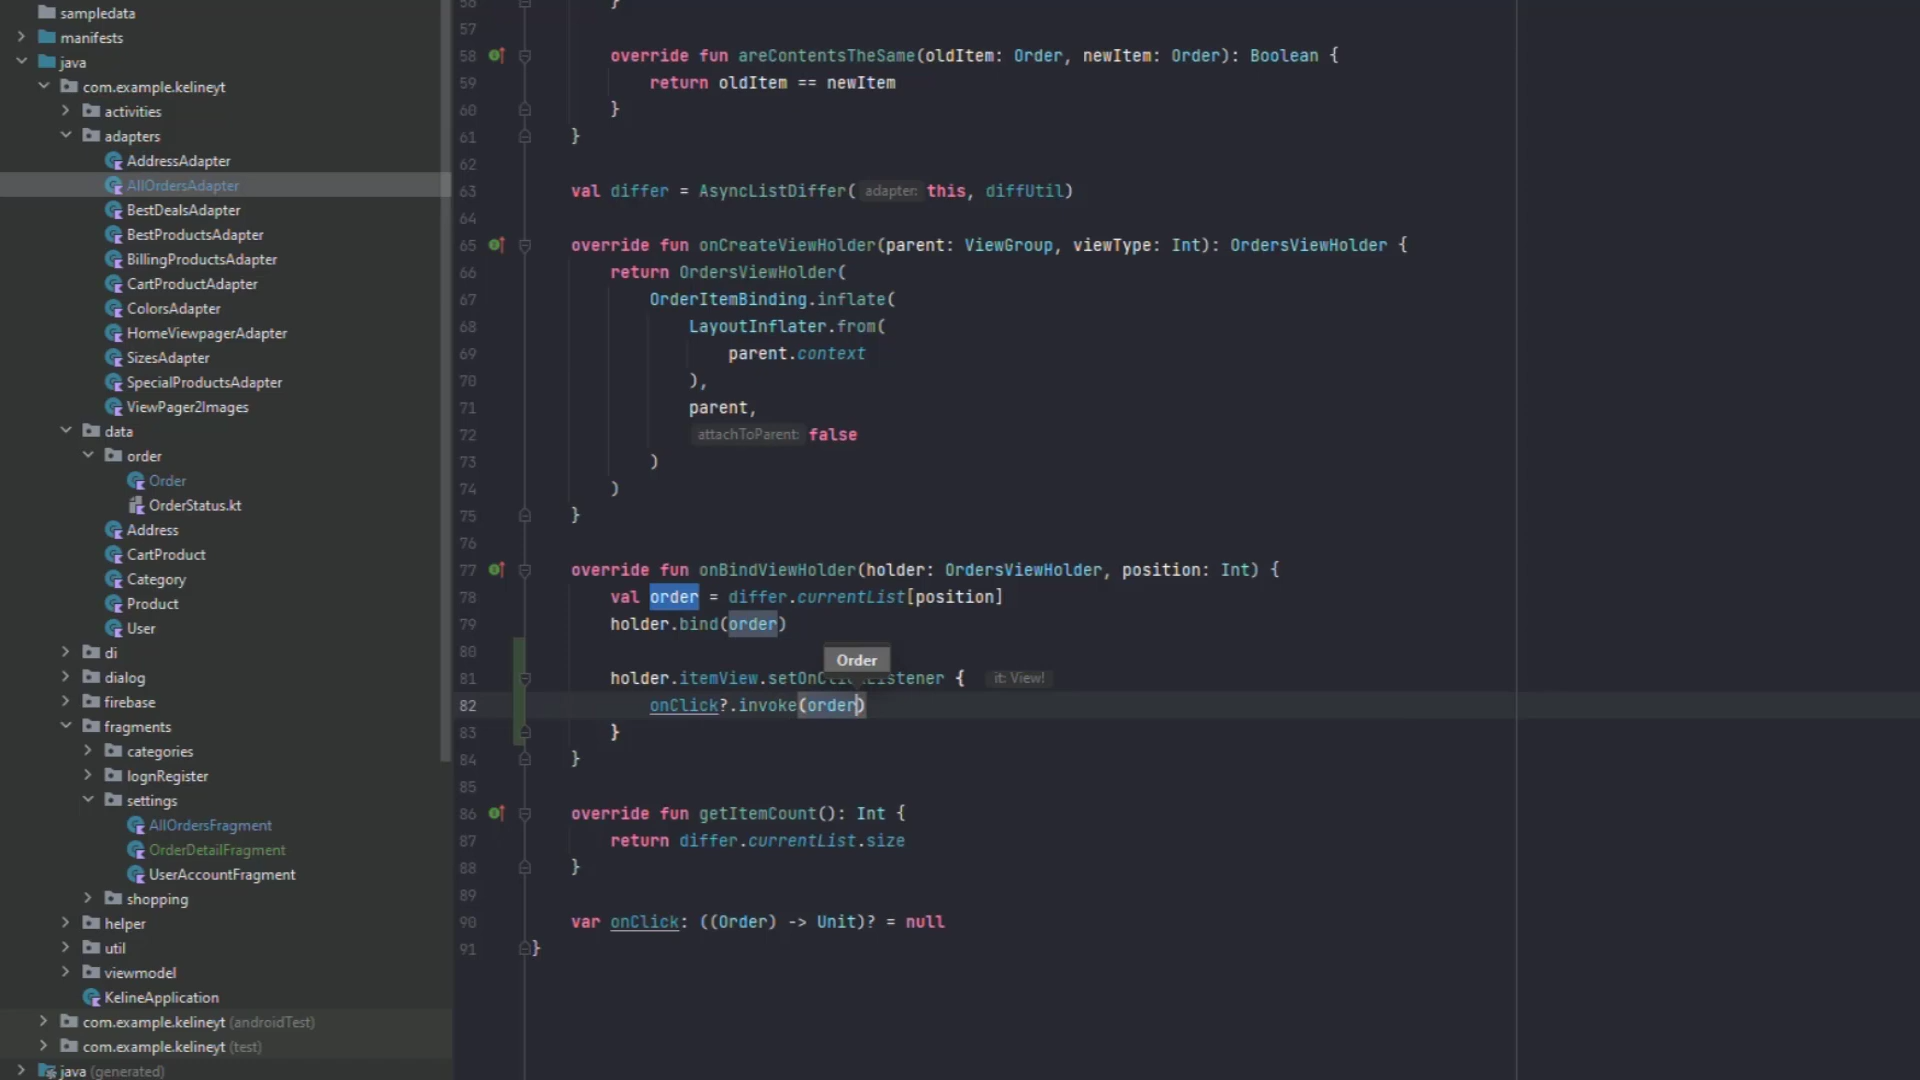 sampledata
manifests
java
com.example.kelineyt
activities
adapters
AddressAdapter
AllOrdersAdapter
BestDealsAdapter
BestProductsAdapter
BillingProductsAdapter
CartProductAdapter
ColorsAdapter
HomeViewpagerAdapter
SizesAdapter
SpecialProductsAdapter
ViewPager2Images
data
order
Order
OrderStatus.kt
Address
CartProduct
Category
Product
User
di
dialog
firebase
fragments
categories
lognRegister
settings
AllOrdersFragment
OrderDetailFragment
UserAccountFragment
shopping
helper
util
viewmodel
KelineApplication
com.example.kelineyt (androidTest)
com.example.kelineyt (test)
java (generated)
56 }
57
58 override fun areContentsTheSame(oldItem: Order, newItem: Order): Boolean {
59 return oldItem == newItem
60 }
61 }
62
63 val differ = AsyncListDiffer( adapter: this, diffUtil)
64
65 override fun onCreateViewHolder(parent: ViewGroup, viewType: Int): OrdersViewHolder {
66 return OrdersViewHolder(
67 OrderItemBinding.inflate(
68 LayoutInflater.from(
69 parent.context
70 ),
71 parent,
72 attachToParent: false
73 )
74 )
75 }
76
77 override fun onBindViewHolder(holder: OrdersViewHolder, position: Int) {
78 val order = differ.currentList[position]
79 holder.bind(order)
80
Order
81 holder.itemView.setOnClickListener { it: View!
82 onClick?.invoke(order)
83 }
84 }
85
86 override fun getItemCount(): Int {
87 return differ.currentList.size
88 }
89
90 var onClick: ((Order) -> Unit)? = null
91 }